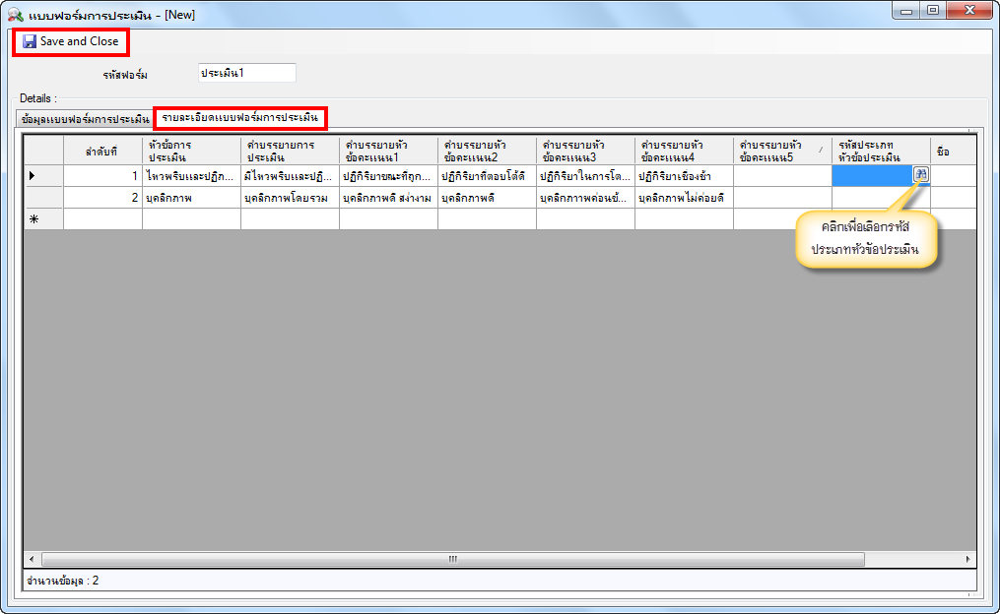 แบบฟอร์มการประเมิน - [New]
Save and Close
รหัสฟอร์ม ประเมิน1
Details :
ข้อมูลแบบฟอร์มการประเมิน รายละเอียดแบบฟอร์มการประเมิน
ลำดับที่ หัวข้อการประเมิน คำบรรยายการประเมิน คำบรรยายหัวข้อคะแนน1 คำบรรยายหัวข้อคะแนน2 คำบรรยายหัวข้อคะแนน3 คำบรรยายหัวข้อคะแนน4 คำบรรยายหัวข้อคะแนน5 รหัสประเภทหัวข้อประเมิน ชื่อ
1 ไหวพริบและปฏิก... มีไหวพริบและปฏิ... ปฏิกิริยาขณะที่ถูก... ปฏิกิริยาที่ตอบโต้ดี ปฏิกิริยาในการโต... ปฏิกิริยาเชื่องช้า
2 บุคลิกภาพ บุคลิกภาพโดยรวม บุคลิกภาพดี สง่างาม บุคลิกภาพดี บุคลิกภาพค่อนข้... บุคลิกภาพไม่ค่อยดี
คลิกเพื่อเลือกรหัส
ประเภทหัวข้อประเมิน
จำนวนข้อมูล : 2